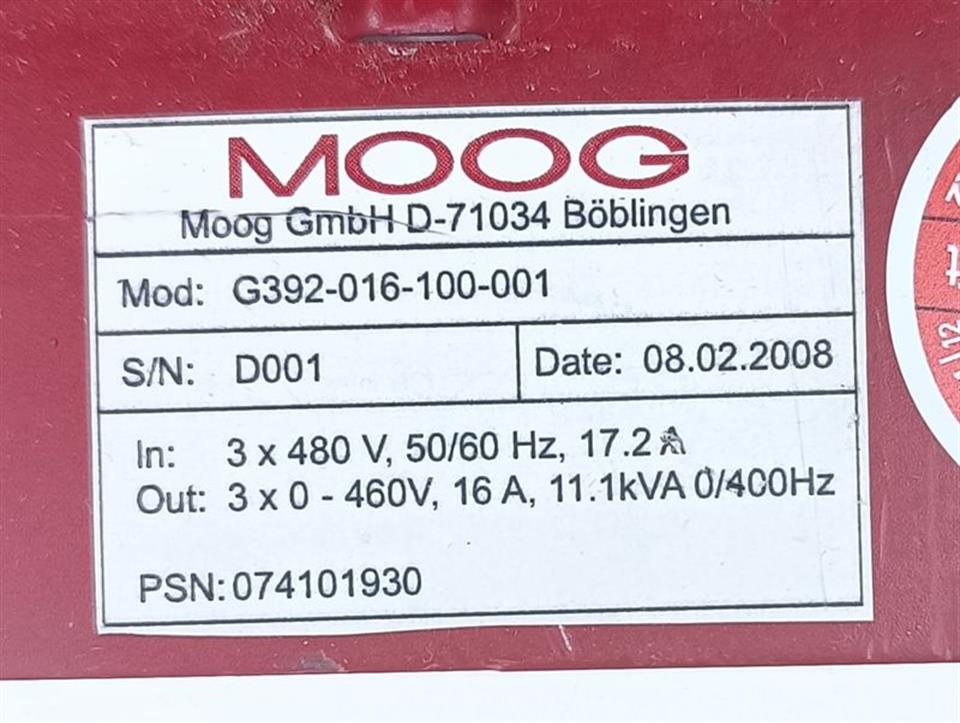 MOOG
Moog GmbH D-71034 Böblingen
Mod: G392-016-100-001
S/N: D001
Date: 08.02.2008
In: 3 x 480 V, 50/60 Hz, 17.2 A
Out: 3 x 0 - 460V, 16 A, 11.1kVA 0/400Hz
PSN: 074101930